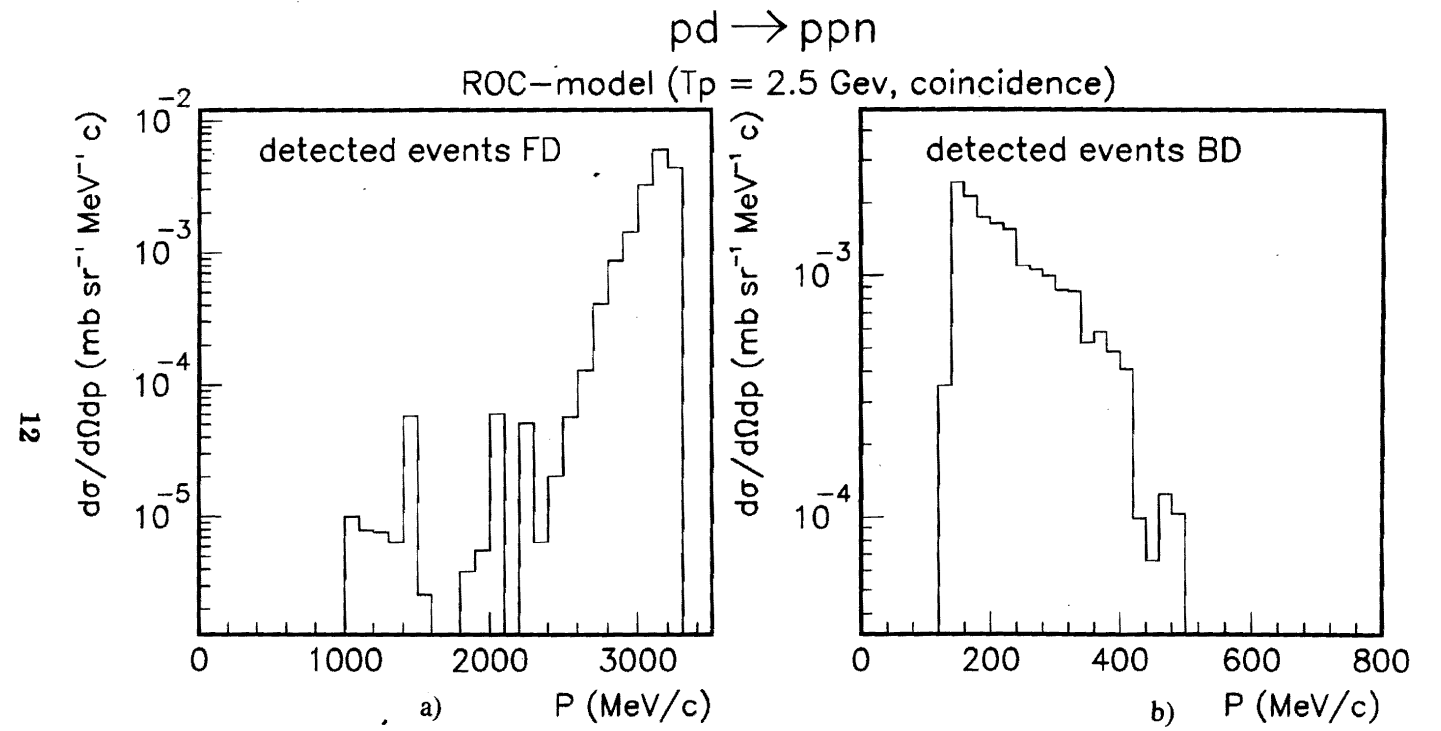 pd → ppn
ROC-model (Tp = 2.5 Gev, coincidence)
detected events FD
dσ/dΩdp (mb sr⁻¹ MeV⁻¹ c)
10⁻²
10⁻³
10⁻⁴
10⁻⁵
0 1000 2000 3000
P (MeV/c)
a)
detected events BD
dσ/dΩdp (mb sr⁻¹ MeV⁻¹ c)
10⁻³
10⁻⁴
0 200 400 600 800
P (MeV/c)
b)
12